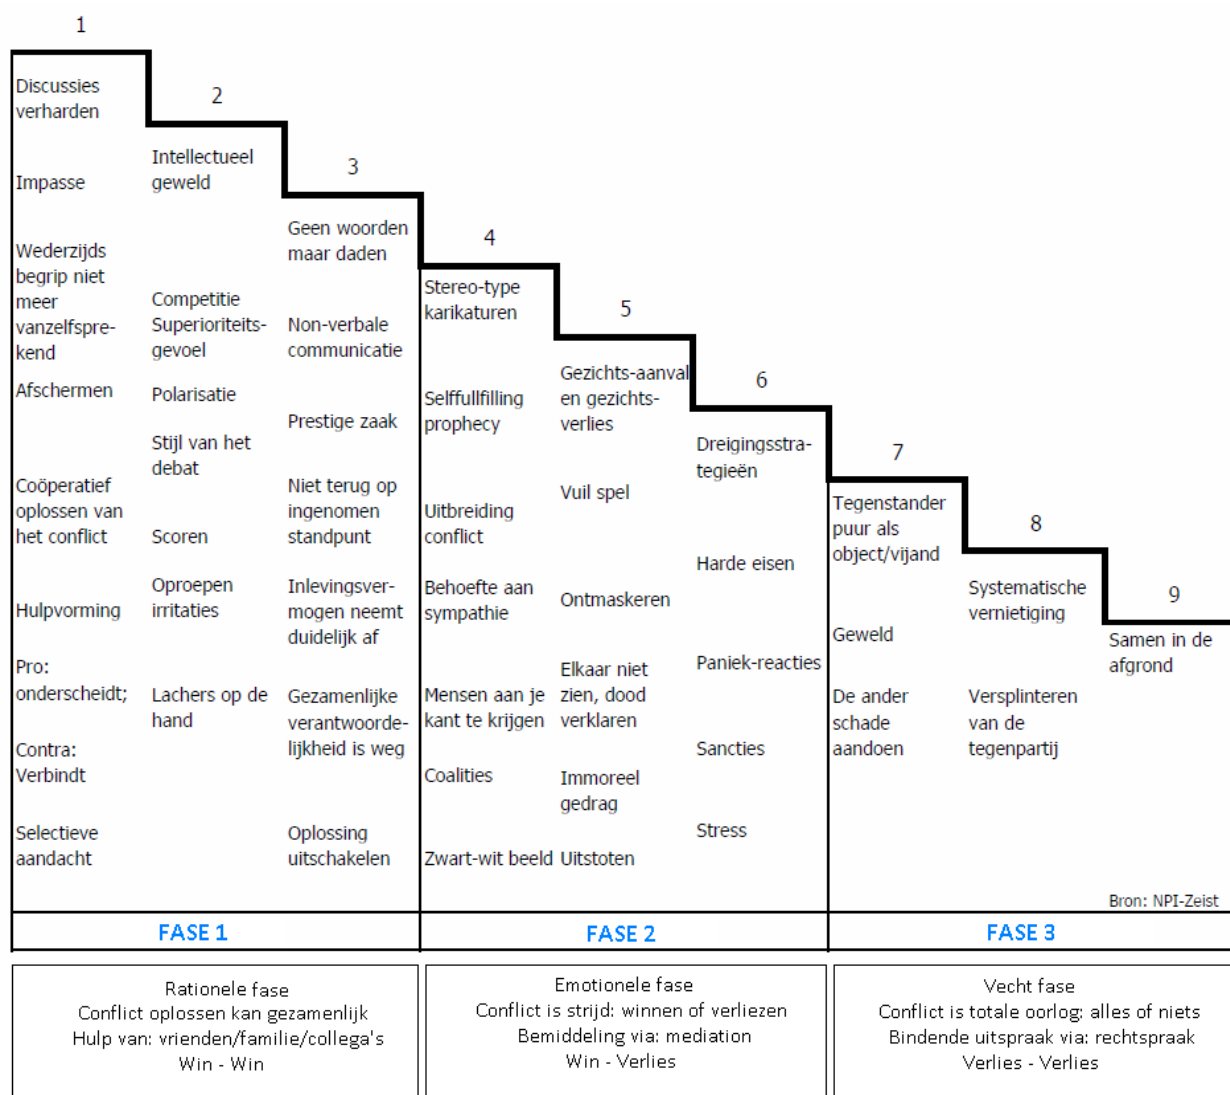 1
Discussies
verharden
Impasse
Wederzijds
begrip niet
meer
vanzelfspre-
kend
Afschermen
Coöperatief
oplossen van
het conflict
Hulpvorming
Pro:
onderscheidt;
Contra:
Verbindt
Selectieve
aandacht
2
Intellectueel
geweld
Competitie
Superioriteits-
gevoel
Polarisatie
Stijl van het
debat
Scoren
Oproepen
irritaties
Lachers op de
hand
3
Geen woorden
maar daden
Non-verbale
communicatie
Prestige zaak
Niet terug op
ingenomen
standpunt
Inlevingsver-
mogen neemt
duidelijk af
Gezamenlijke
verantwoorde-
lijkheid is weg
Oplossing
uitschakelen
4
Stereo-type
karikaturen
Selffullfilling
prophecy
Uitbreiding
conflict
Behoefte aan
sympathie
Mensen aan je
kant te krijgen
Coalities
Zwart-wit beeld
5
Gezichts-aanval
en gezichts-
verlies
Vuil spel
Ontmaskeren
Elkaar niet
zien, dood
verklaren
Immoreel
gedrag
Uitstoten
6
Dreigingsstra-
tegieën
Harde eisen
Paniek-reacties
Sancties
Stress
7
Tegenstander
puur als
object/vijand
Geweld
De ander
schade
aandoen
8
Systematische
vernietiging
Versplinteren
van de
tegenpartij
9
Samen in de
afgrond
Bron: NPI-Zeist
FASE 1
FASE 2
FASE 3
Rationele fase
Conflict oplossen kan gezamenlijk
Hulp van: vrienden/familie/collega's
Win - Win
Emotionele fase
Conflict is strijd: winnen of verliezen
Bemiddeling via: mediation
Win - Verlies
Vecht fase
Conflict is totale oorlog: alles of niets
Bindende uitspraak via: rechtspraak
Verlies - Verlies